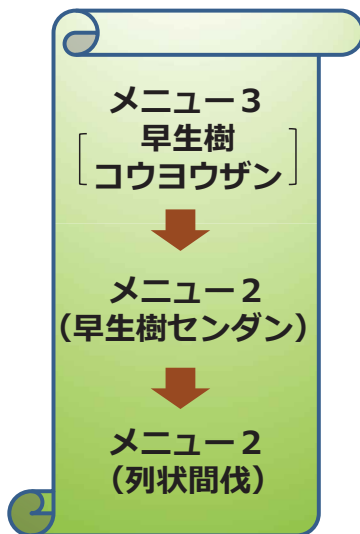 メニュー３
早生樹
コウヨウザン
メニュー２
（早生樹センダン）
メニュー２
（列状間伐）